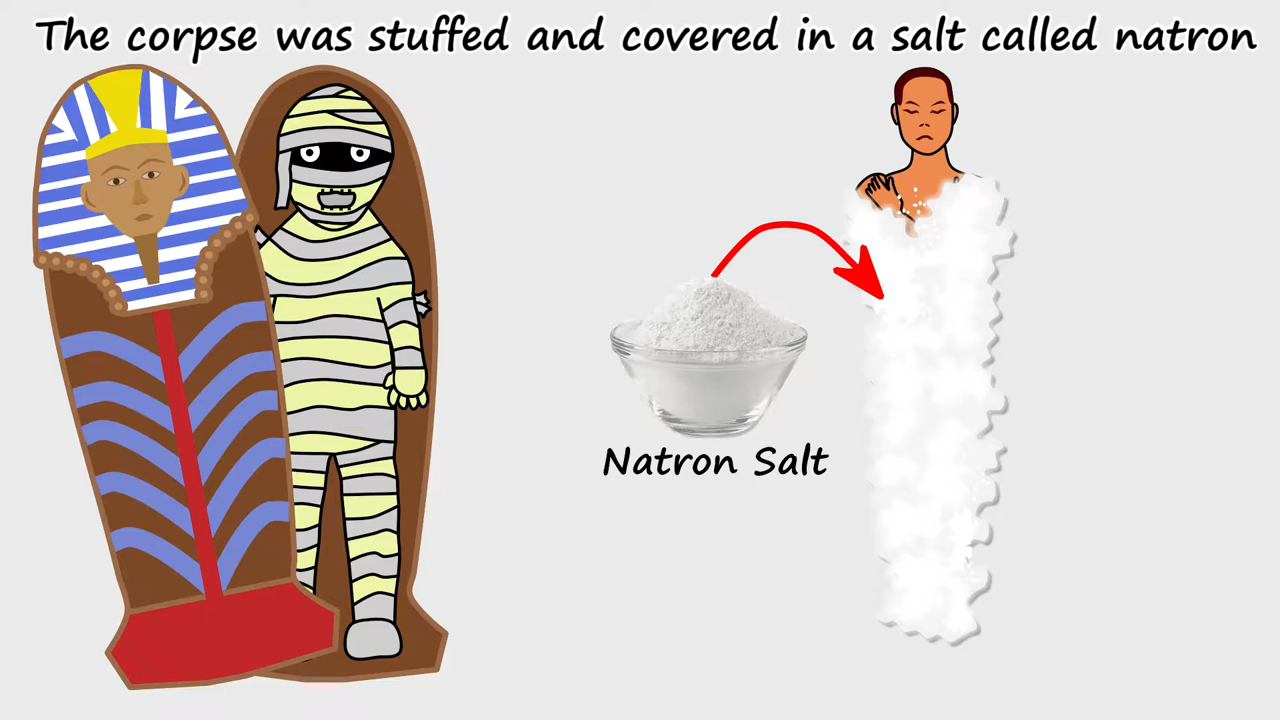 The corpse was stuffed and covered in a salt called natron
Natron Salt